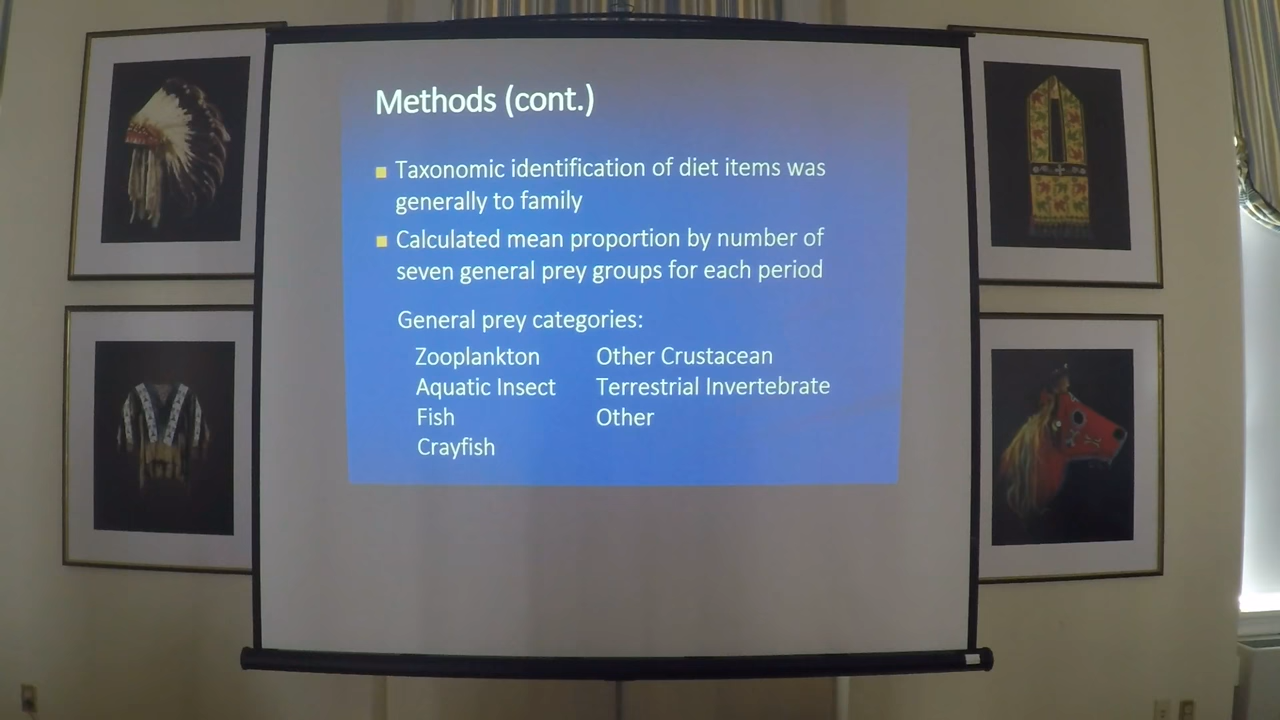 Methods (cont.)
Taxonomic identification of diet items was
generally to family
Calculated mean proportion by number of
seven general prey groups for each period
General prey categories:
Zooplankton
Aquatic Insect
Fish
Crayfish
Other Crustacean
Terrestrial Invertebrate
Other